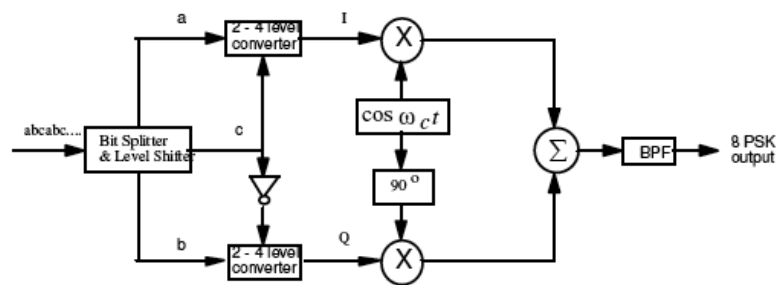 a
2 - 4 level
converter
I
X
abcabc....
Bit Splitter
& Level Shifter
c
cos ω c t
Σ
BPF
8 PSK
output
90 o
b
2 - 4 level
converter
Q
X